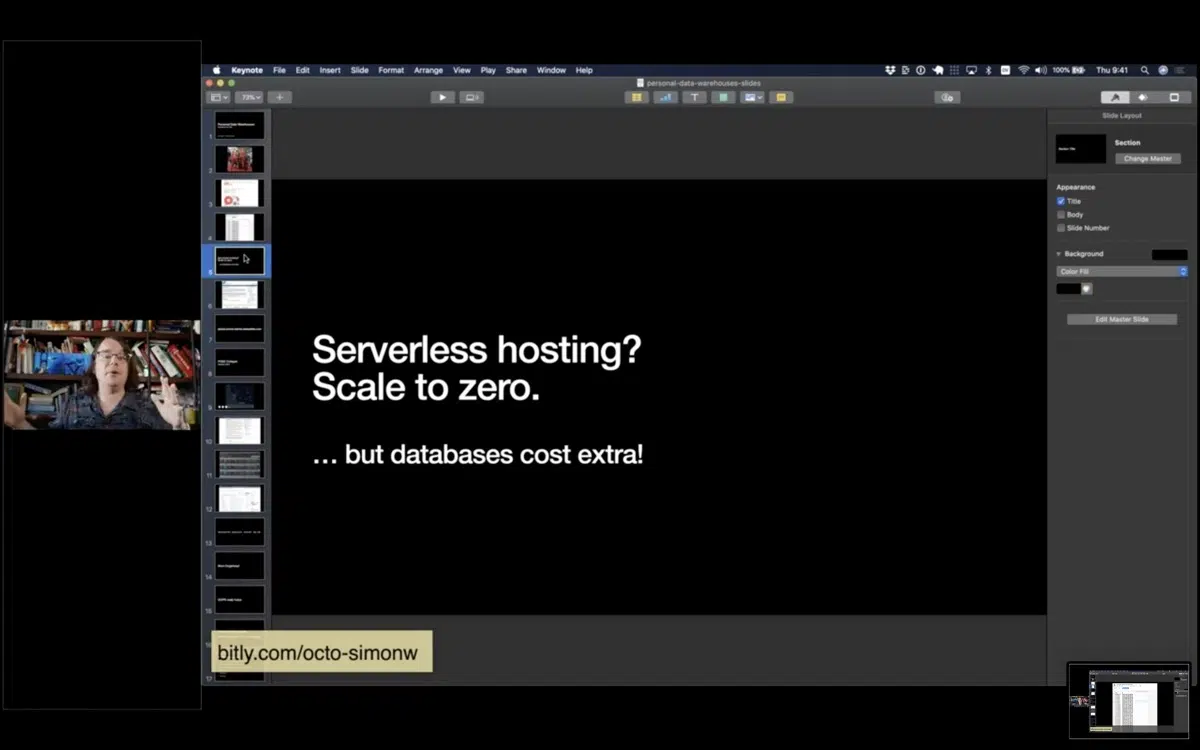 Keynote File Edit Insert Slide Format Arrange View Play Share Window Help
100%
Thu 9:41
personal-data-warehouses-slides
73%
Slide Layout
Section
Change Master
Appearance
Title
Body
Slide Number
Background
Color Fill
Edit Master Slide
1
2
3
4
5
6
7
8
9
10
11
12
13
14
Personal Data Warehouses
Serverless hosting?
Scale to zero.
… but databases cost extra!
bitly.com/octo-simonw
17